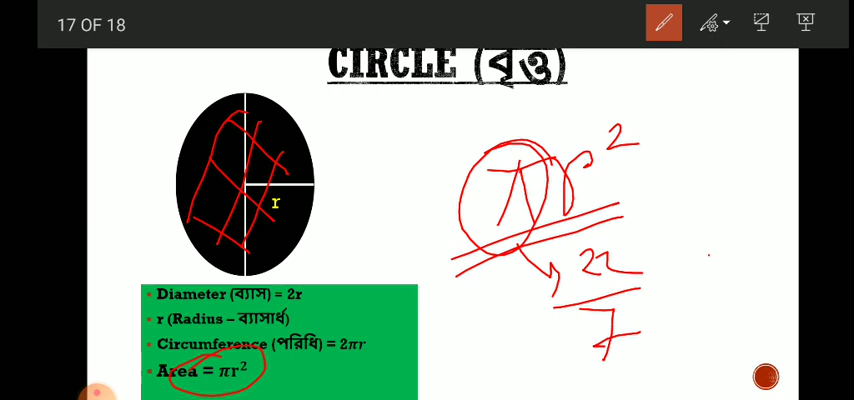 17 OF 18
CIRCLE (বৃত্ত)
r
πr²
22
7
Diameter (ব্যাস) = 2r
r (Radius – ব্যাসার্ধ)
Circumference (পরিধি) = 2πr
Area = πr²